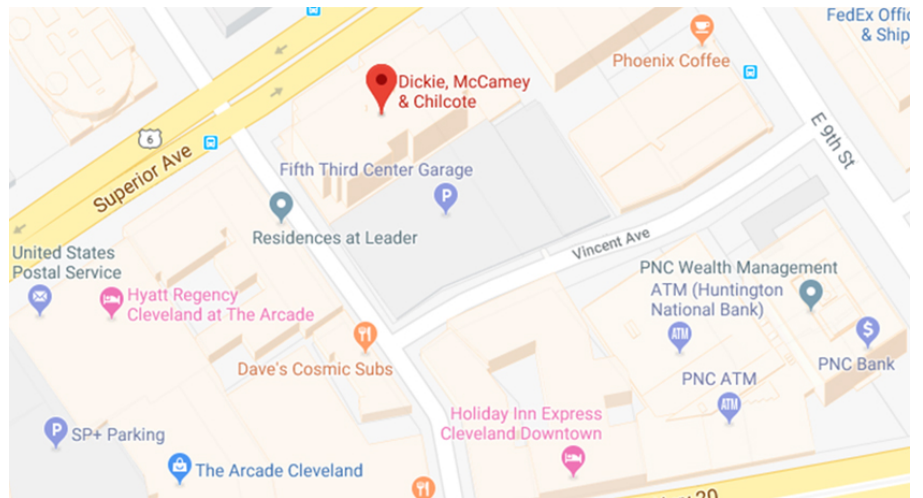 FedEx Offic
& Ship
Phoenix Coffee
Dickie, McCamey
& Chilcote
6
Superior Ave
E 9th St
Fifth Third Center Garage
P
Residences at Leader
Vincent Ave
United States
Postal Service
Hyatt Regency
Cleveland at The Arcade
PNC Wealth Management
ATM (Huntington
National Bank)
ATM
$
PNC Bank
Dave's Cosmic Subs
PNC ATM
ATM
Holiday Inn Express
Cleveland Downtown
P
SP+ Parking
The Arcade Cleveland
20